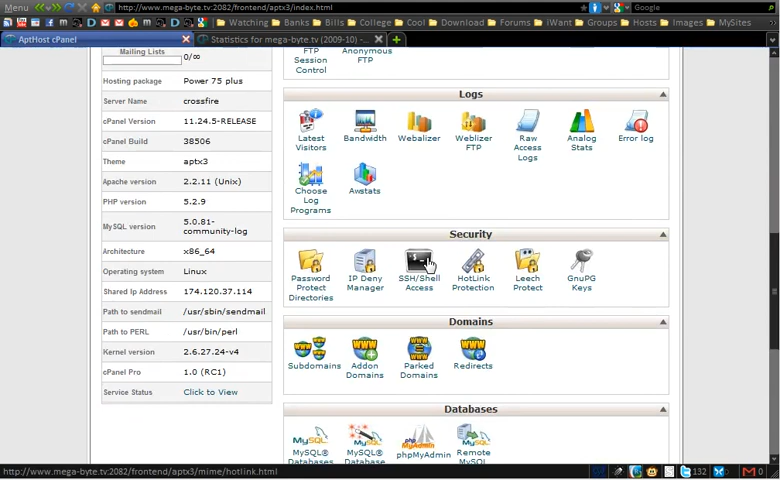 Menu
http://www.mega-byte.tv:2082/frontend/aptx3/index.html
Google
Watching
Banks
Bills
College
Cool
Download
Forums
iWant
Groups
Hosts
Images
MySites
AptHost cPanel
Statistics for mega-byte.tv (2009-10) -...
Mailing Lists
0/∞
Hosting package
Power 75 plus
Server Name
crossfire
cPanel Version
11.24.5-RELEASE
cPanel Build
38506
Theme
aptx3
Apache version
2.2.11 (Unix)
PHP version
5.2.9
MySQL version
5.0.81-
community-log
Architecture
x86_64
Operating system
Linux
Shared Ip Address
174.120.37.114
Path to sendmail
/usr/sbin/sendmail
Path to PERL
/usr/bin/perl
Kernel version
2.6.27.24-v4
cPanel Pro
1.0 (RC1)
Service Status
Click to View
FTP
Session
Control
Anonymous
FTP
Logs
Latest
Visitors
Bandwidth
Webalizer
Weblizer
FTP
Raw
Access
Logs
Analog
Stats
Error log
Choose
Log
Programs
Awstats
Security
Password
Protect
Directories
IP Deny
Manager
SSH/Shell
Access
HotLink
Protection
Leech
Protect
GnuPG
Keys
Domains
Subdomains
Addon
Domains
Parked
Domains
Redirects
Databases
MySQL®
Databases
MySQL®
Database
phpMyAdmin
Remote
MySQL
http://www.mega-byte.tv:2082/frontend/aptx3/mime/hotlink.html
132
0